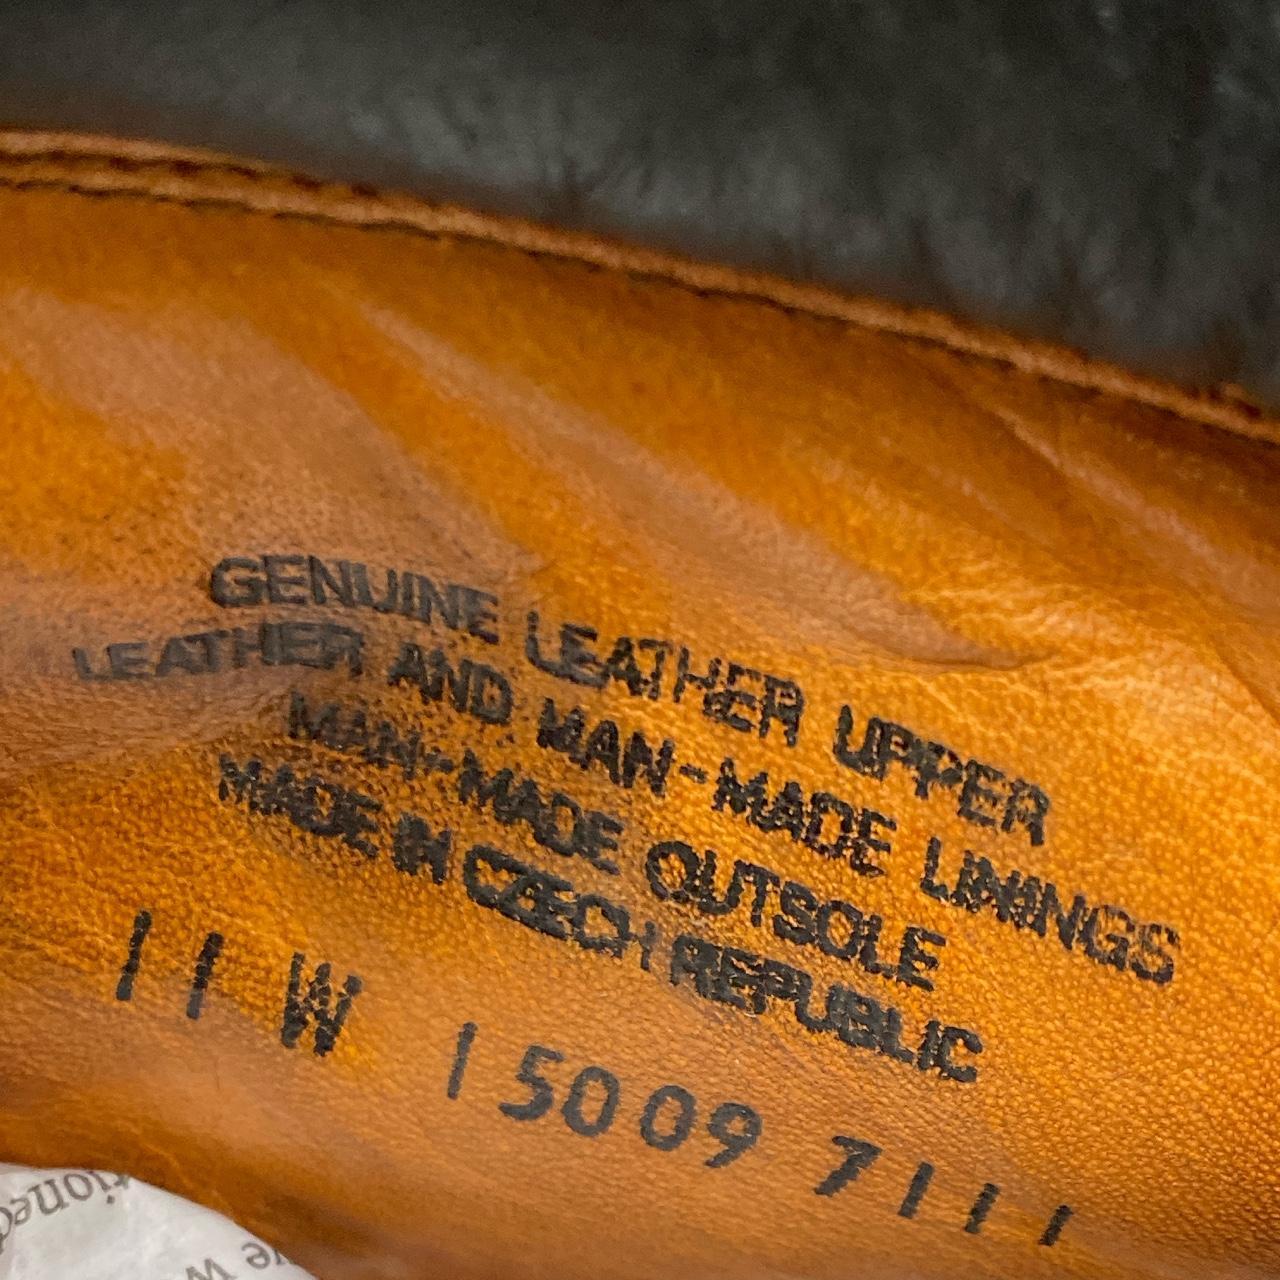 GENUINE LEATHER UPPER
LEATHER AND MAN-MADE LININGS
MAN-MADE OUTSOLE
MADE IN CZECH REPUBLIC
11 W 15009 7111